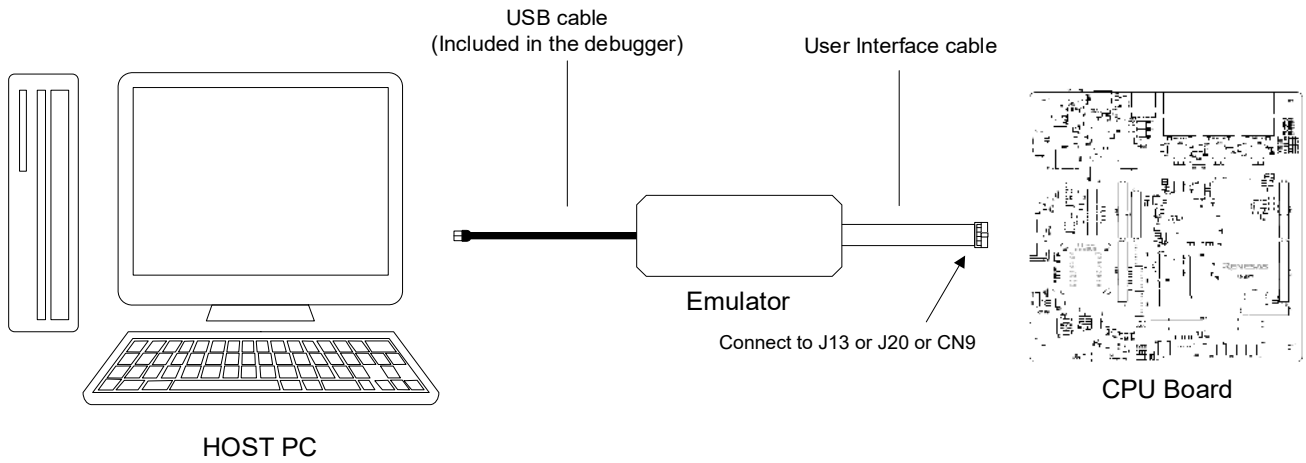 USB cable
(Included in the debugger)
User Interface cable
Emulator
Connect to J13 or J20 or CN9
RENESAS
CPU Board
HOST PC